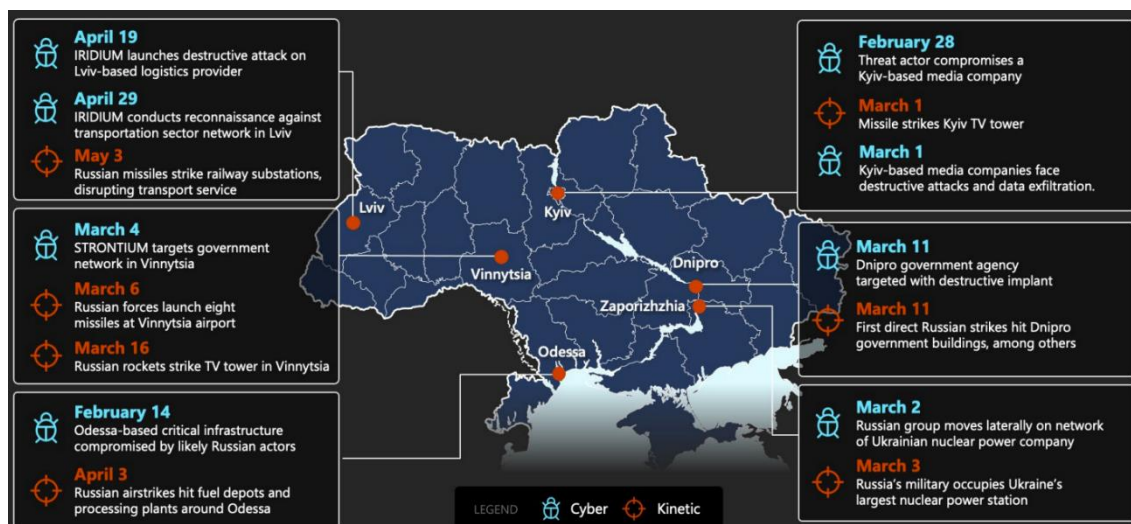 April 19
IRIDIUM launches destructive attack on
Lviv-based logistics provider
April 29
IRIDIUM conducts reconnaissance against
transportation sector network in Lviv
May 3
Russian missiles strike railway substations,
disrupting transport service
March 4
STRONTIUM targets government
network in Vinnytsia
March 6
Russian forces launch eight
missiles at Vinnytsia airport
March 16
Russian rockets strike TV tower in Vinnytsia
February 14
Odessa-based critical infrastructure
compromised by likely Russian actors
April 3
Russian airstrikes hit fuel depots and
processing plants around Odessa
Lviv
Kyiv
Vinnytsia
Dnipro
Zaporizhzhia
Odessa
February 28
Threat actor compromises a
Kyiv-based media company
March 1
Missile strikes Kyiv TV tower
March 1
Kyiv-based media companies face
destructive attacks and data exfiltration.
March 11
Dnipro government agency
targeted with destructive implant
March 11
First direct Russian strikes hit Dnipro
government buildings, among others
March 2
Russian group moves laterally on network
of Ukrainian nuclear power company
March 3
Russia's military occupies Ukraine's
largest nuclear power station
LEGEND Cyber Kinetic